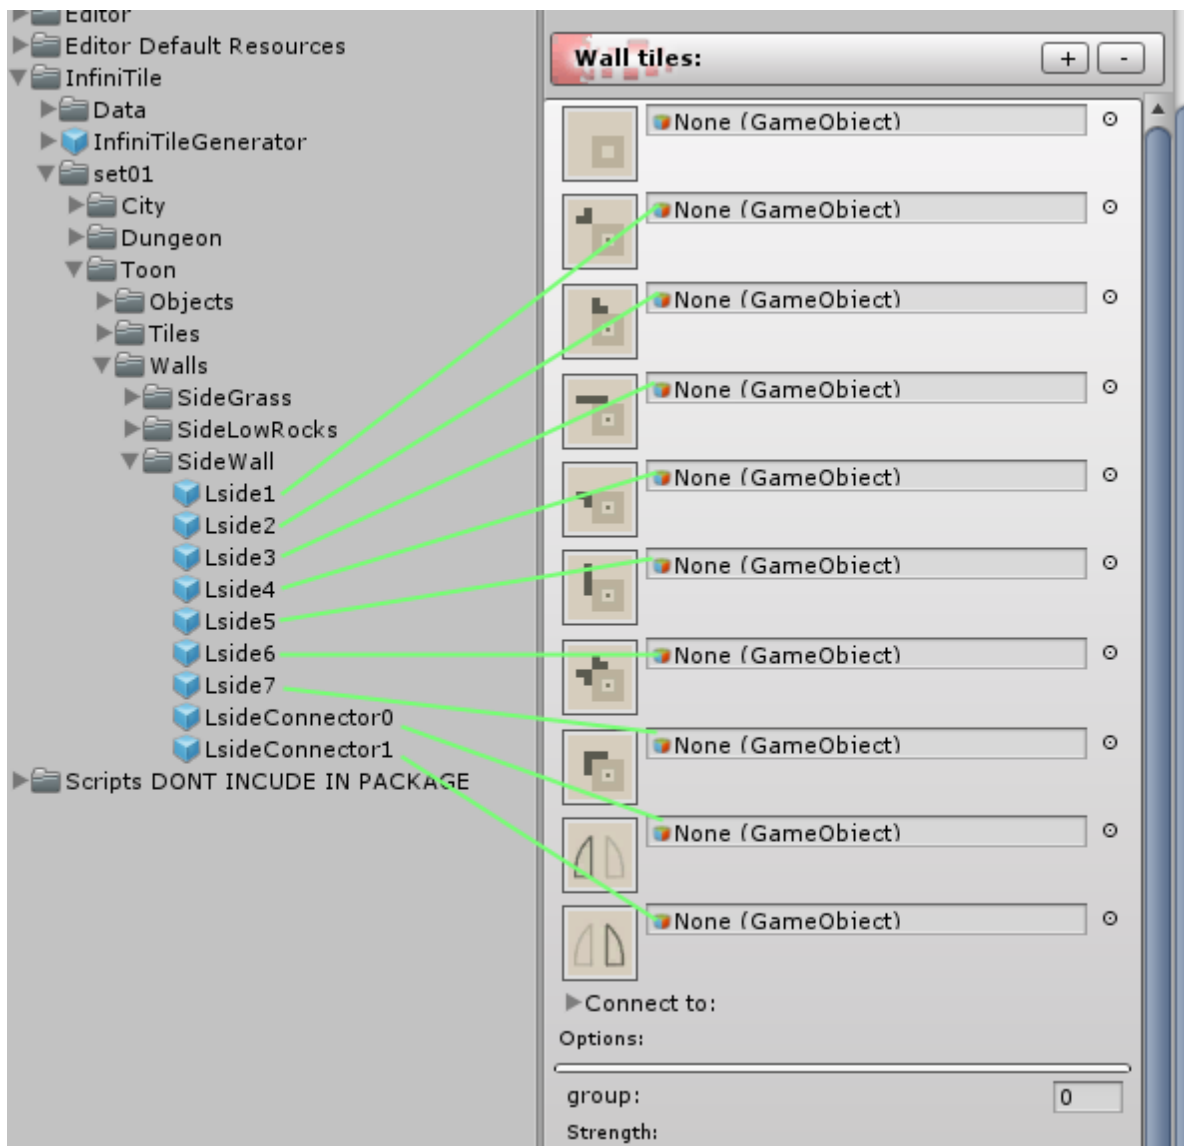 Editor
Editor Default Resources
InfiniTile
Data
InfiniTileGenerator
set01
City
Dungeon
Toon
Objects
Tiles
Walls
SideGrass
SideLowRocks
SideWall
Lside1
Lside2
Lside3
Lside4
Lside5
Lside6
Lside7
LsideConnector0
LsideConnector1
Scripts DONT INCUDE IN PACKAGE
Wall tiles:
+ -
None (GameObject)
None (GameObject)
None (GameObject)
None (GameObject)
None (GameObject)
None (GameObject)
None (GameObject)
None (GameObject)
None (GameObject)
None (GameObject)
Connect to:
Options:
group: 0
Strength: